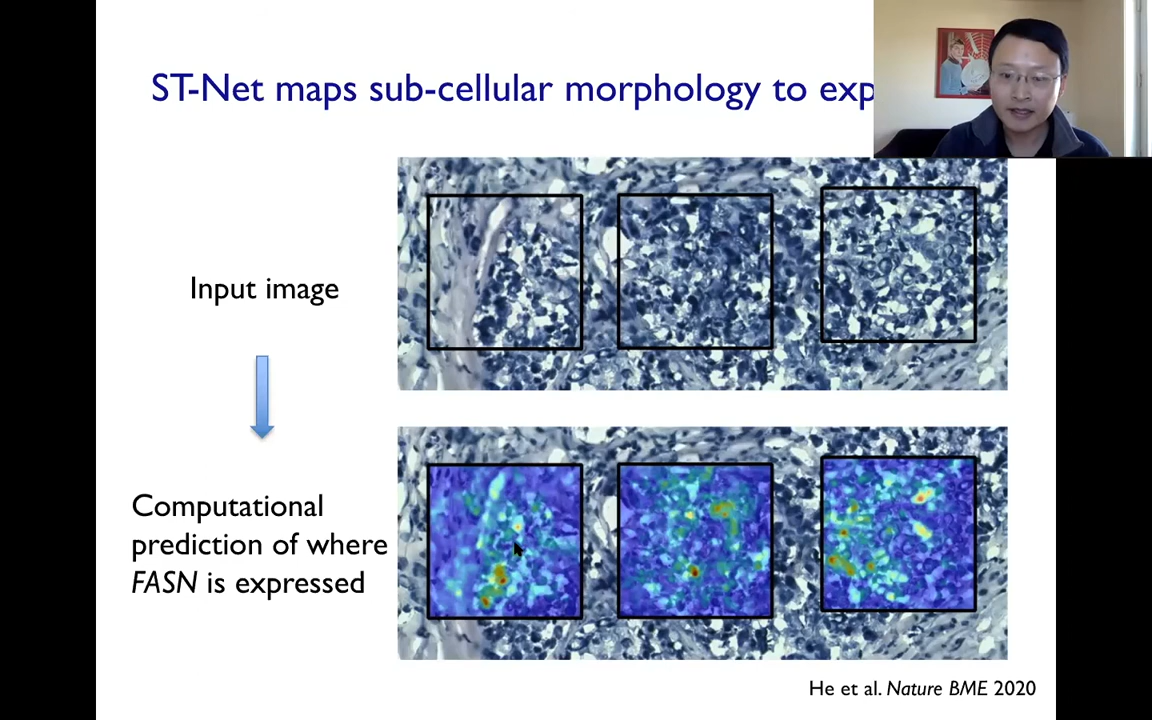 ST-Net maps sub-cellular morphology to exp
Input image
Computational
prediction of where
FASN is expressed
He et al. Nature BME 2020